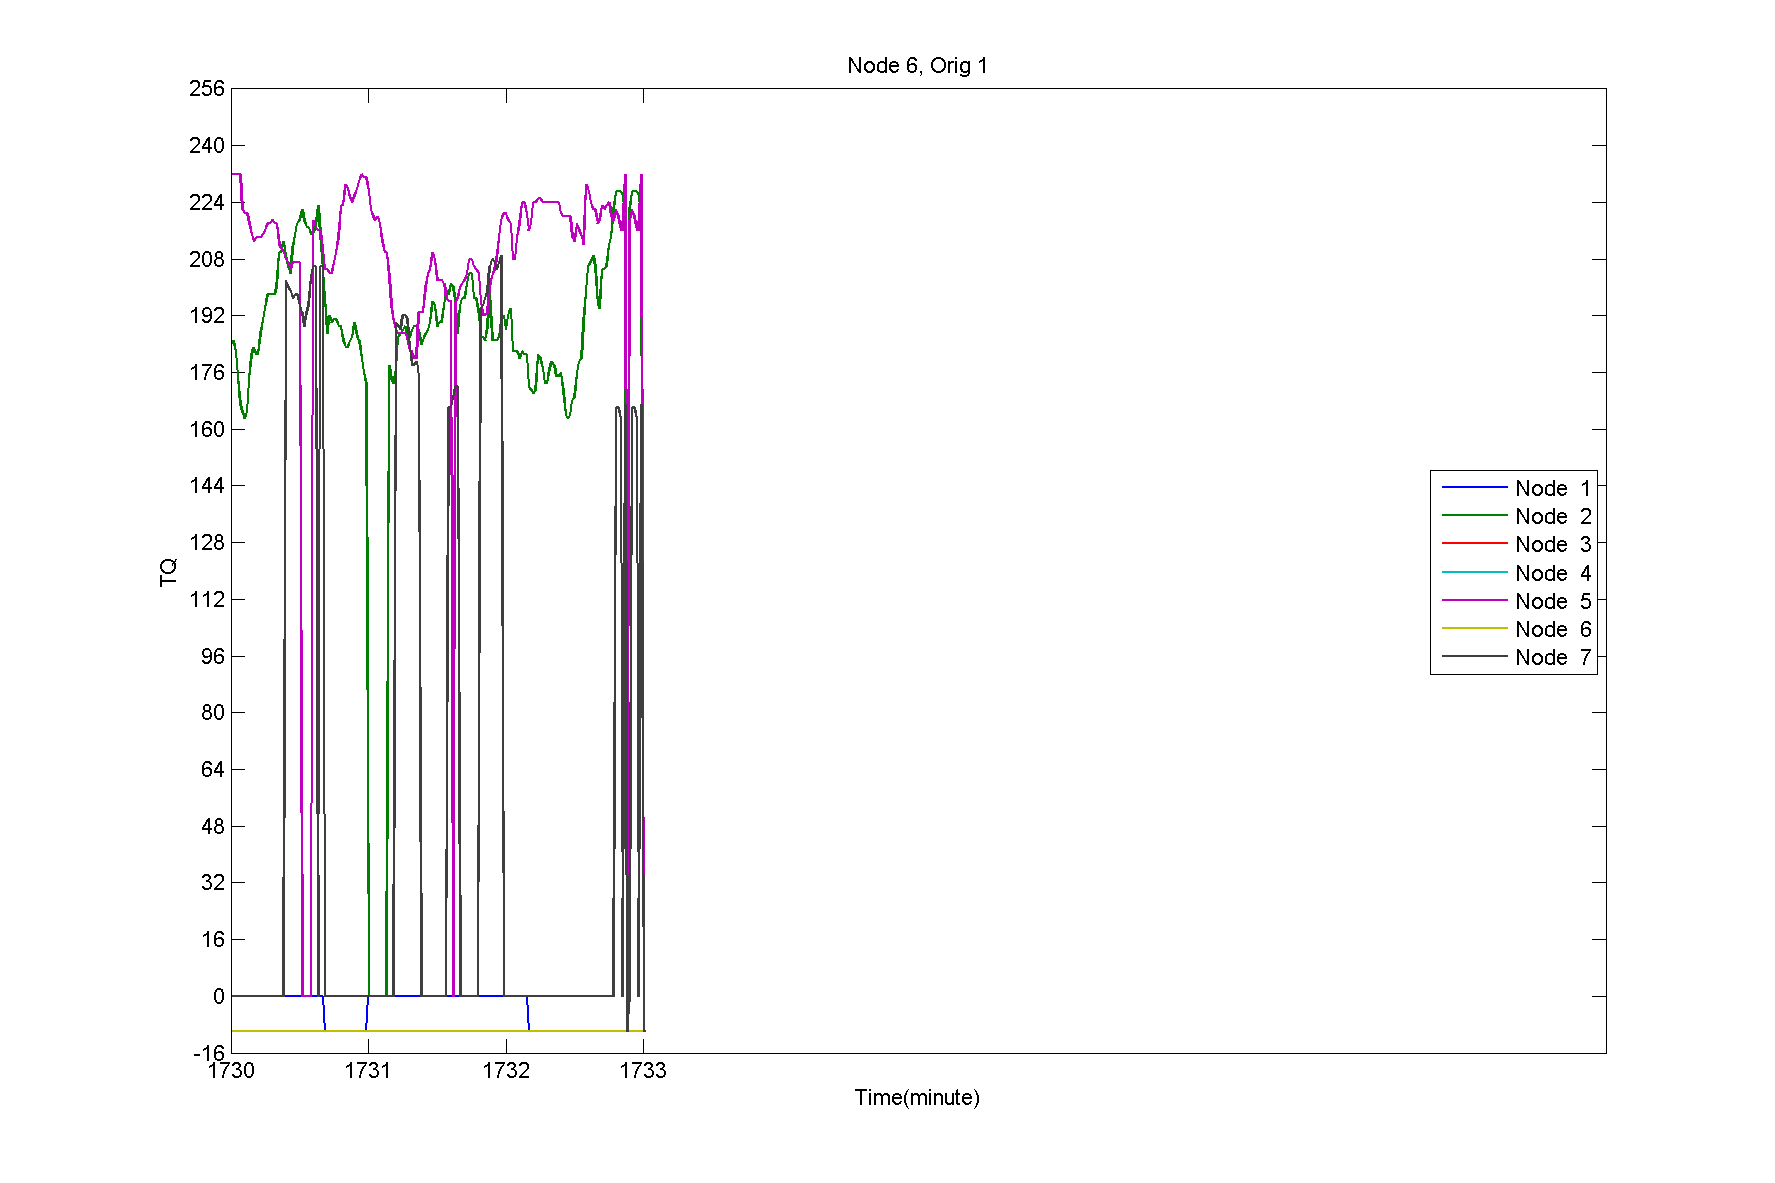 Node 6, Orig 1
256
240
224
208
192
176
160
144
128
112
96
80
64
48
32
16
0
-16
TQ
1730 1731 1732 1733
Time(minute)
Node 1
Node 2
Node 3
Node 4
Node 5
Node 6
Node 7